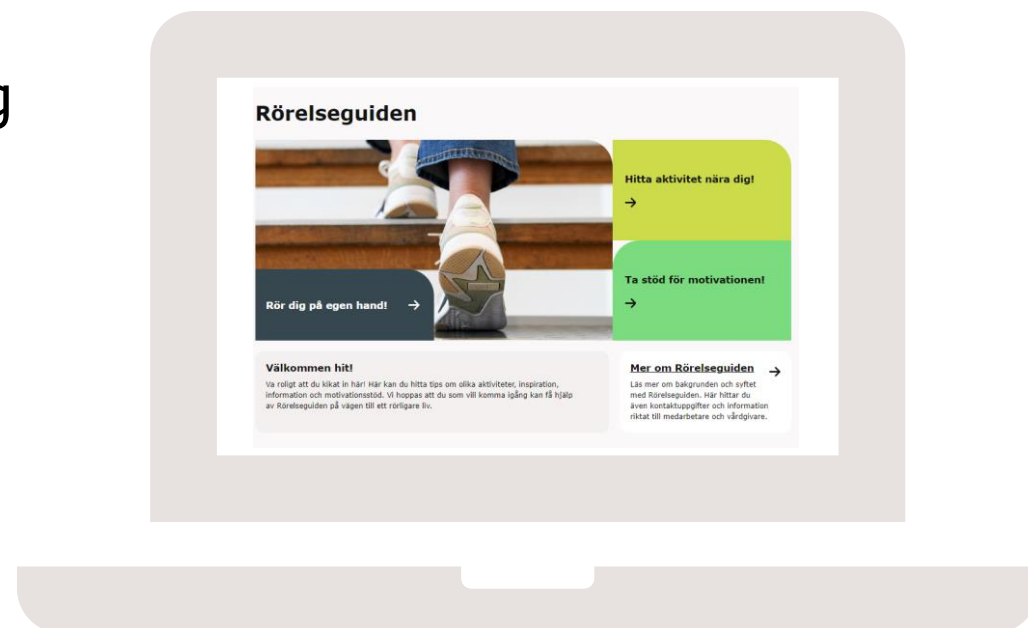 g
Rörelseguiden
Hitta aktivitet nära dig!
Ta stöd för motivationen!
Rör dig på egen hand!
Välkommen hit!
Va roligt att du kikat in här! Här kan du hitta tips om olika aktiviteter, inspiration,
information och motivationsstöd. Vi hoppas att du som vill komma igång kan få hjälp
av Rörelseguiden på vägen till ett rörligare liv.
Mer om Rörelseguiden
Läs mer om bakgrunden och syftet
med Rörelseguiden. Här hittar du
även kontaktuppgifter och information
riktat till medarbetare och vårdgivare.